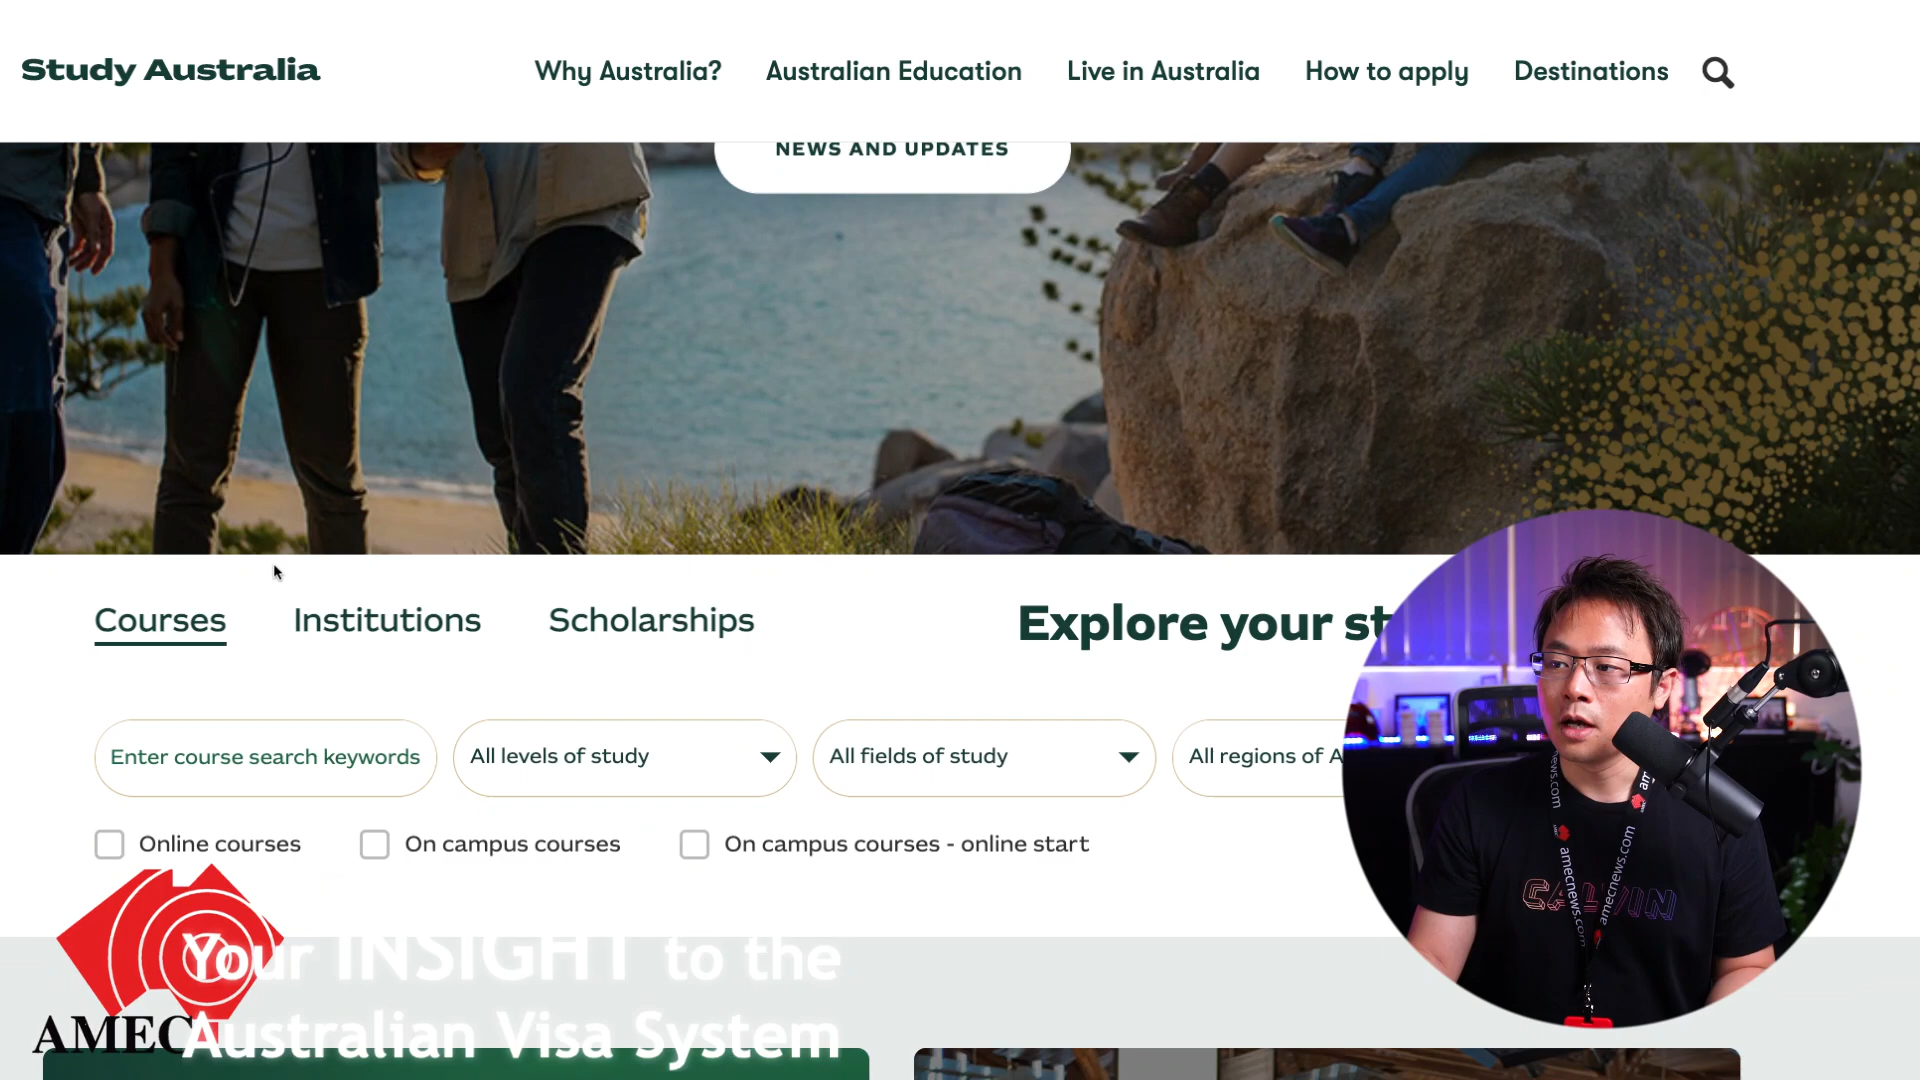 Study Australia
Why Australia?
Australian Education
Live in Australia
How to apply
Destinations
NEWS AND UPDATES
Courses
Institutions
Scholarships
Explore your st
Enter course search keywords
All levels of study
All fields of study
All regions of A
Online courses
On campus courses
On campus courses - online start
Your INSIGHT to the
Australian Visa System
AMEC
amecnews.com